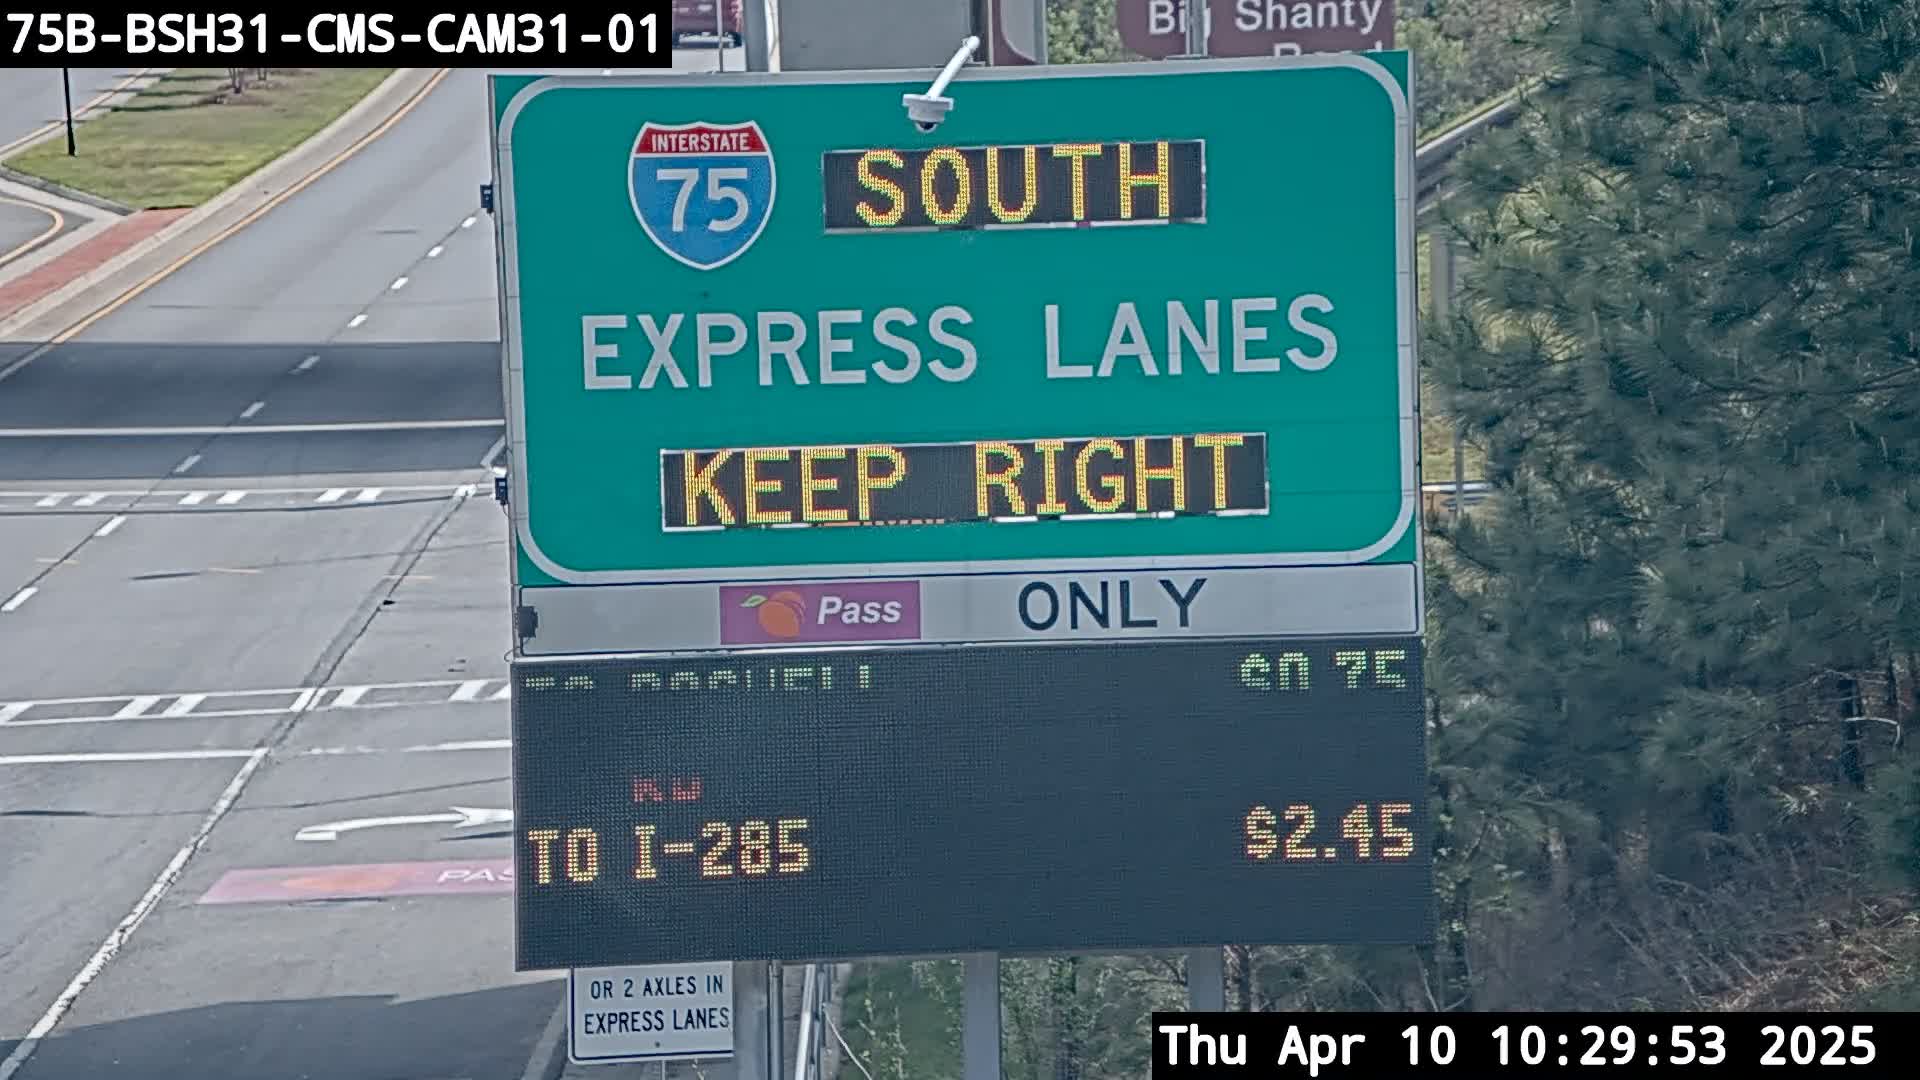 75B-BSH31-CMS-CAM31-01
Big Shanty
INTERSTATE
75
SOUTH
EXPRESS LANES
KEEP RIGHT
Pass ONLY
TO I-285 $2.45
OR 2 AXLES IN
EXPRESS LANES
Thu Apr 10 10:29:53 2025